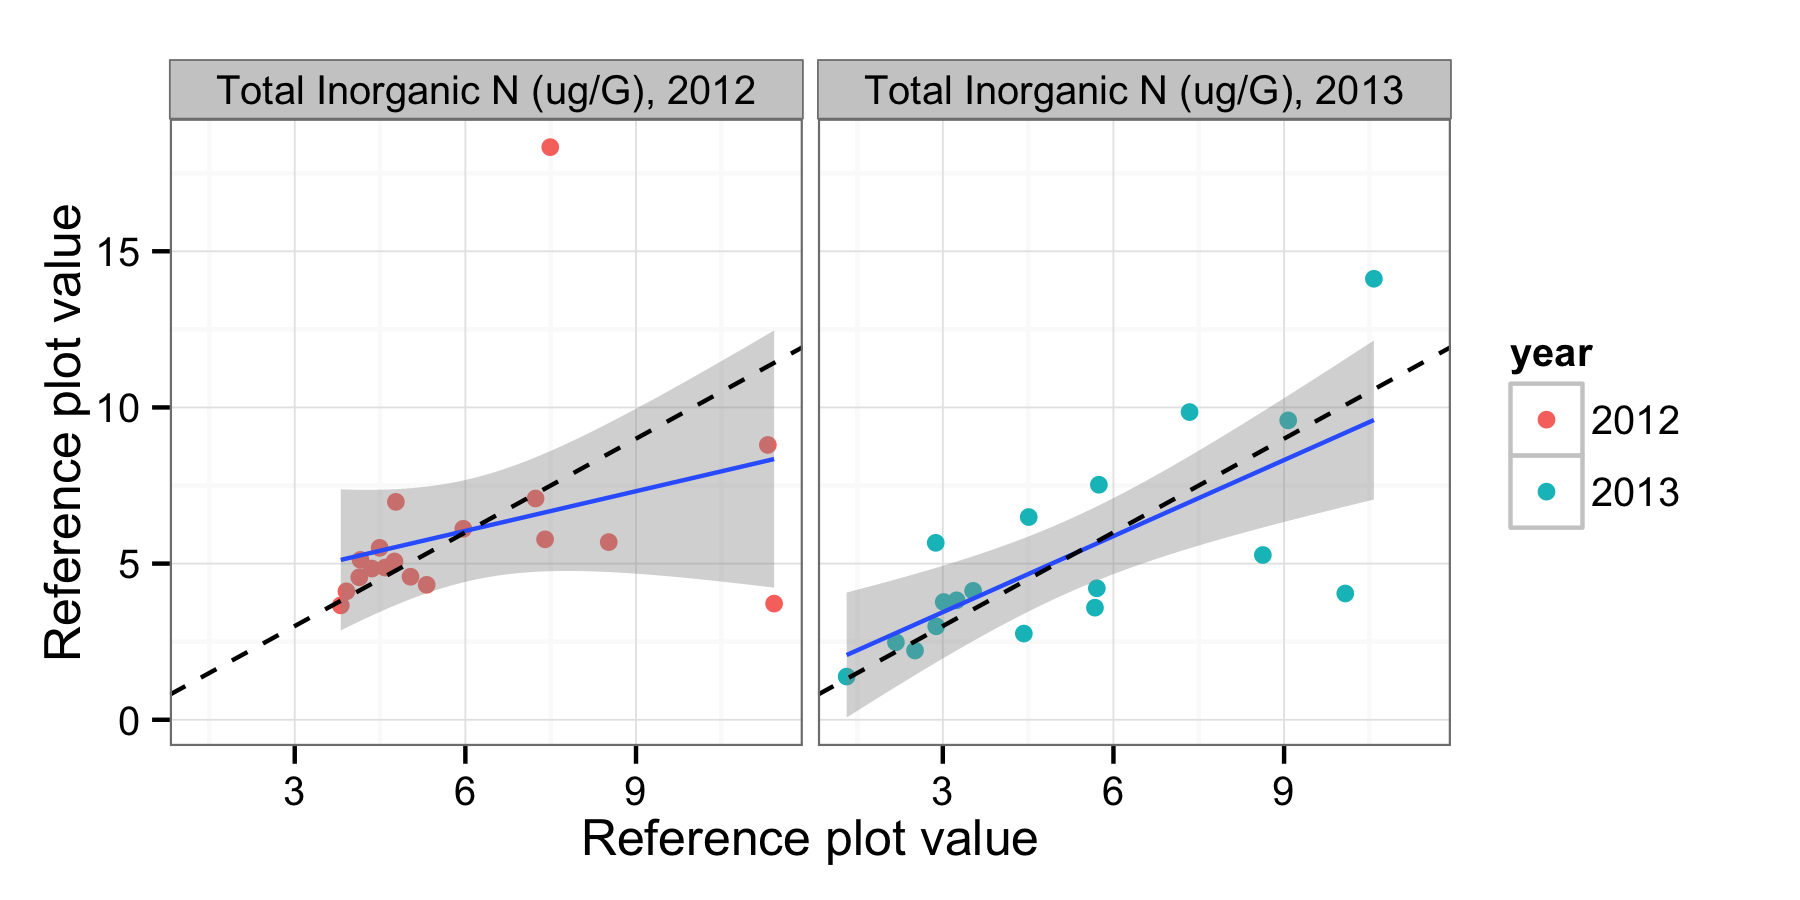 Total Inorganic N (ug/G), 2012
Total Inorganic N (ug/G), 2013
Reference plot value
15
10
5
0
3
6
9
3
6
9
Reference plot value
year
2012
2013